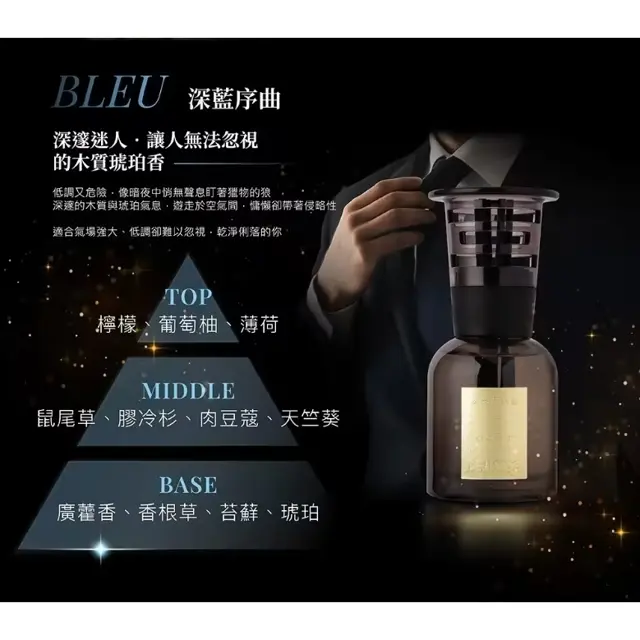 BLEU 深藍序曲
深邃迷人·讓人無法忽視
的木質琥珀香
低調又危險，像暗夜中悄無聲息盯著獵物的狼
深邃的木質與琥珀氣息，遊走於空氣間，慵懶卻帶著侵略性
適合氣場強大、低調卻難以忽視，乾淨俐落的你
TOP
檸檬、葡萄柚、薄荷
MIDDLE
鼠尾草、膠冷杉、肉豆蔻、天竺葵
BASE
廣藿香、香根草、苔蘚、琥珀